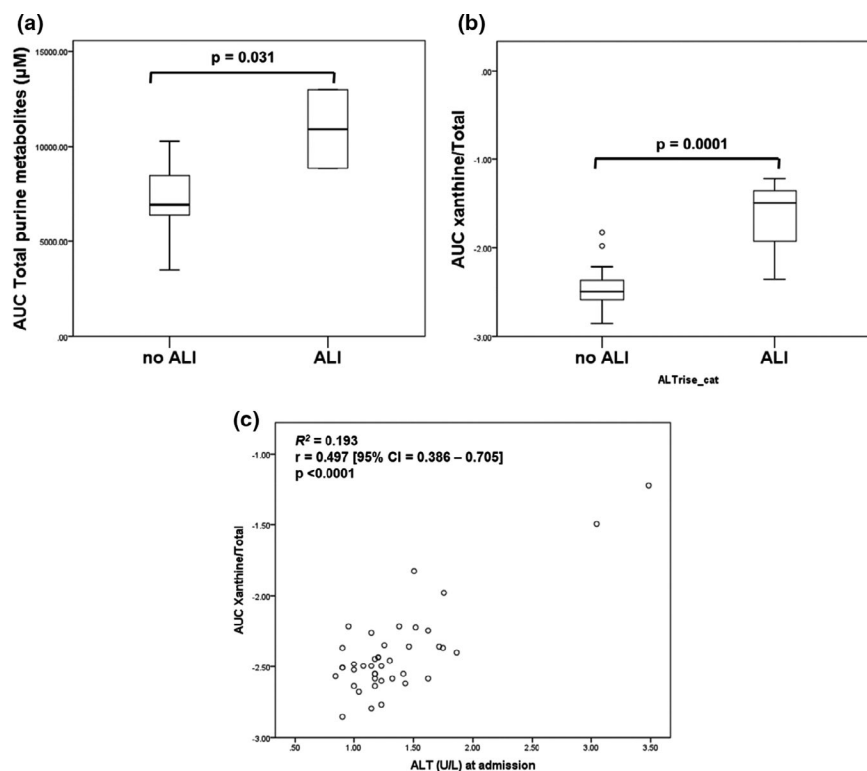 (a)
AUC Total purine metabolites (μM)
15000.00
10000.00
5000.00
.00
p = 0.031
no ALI
ALI
(b)
AUC xanthine/Total
.00
-1.00
-2.00
-3.00
p = 0.0001
no ALI
ALI
ALTrise_cat
(c)
R² = 0.193
r = 0.497 [95% CI = 0.386 – 0.705]
p <0.0001
AUC Xanthine/Total
-1.00
-1.50
-2.00
-2.50
-3.00
.50
1.00
1.50
2.00
2.50
3.00
3.50
ALT (U/L) at admission